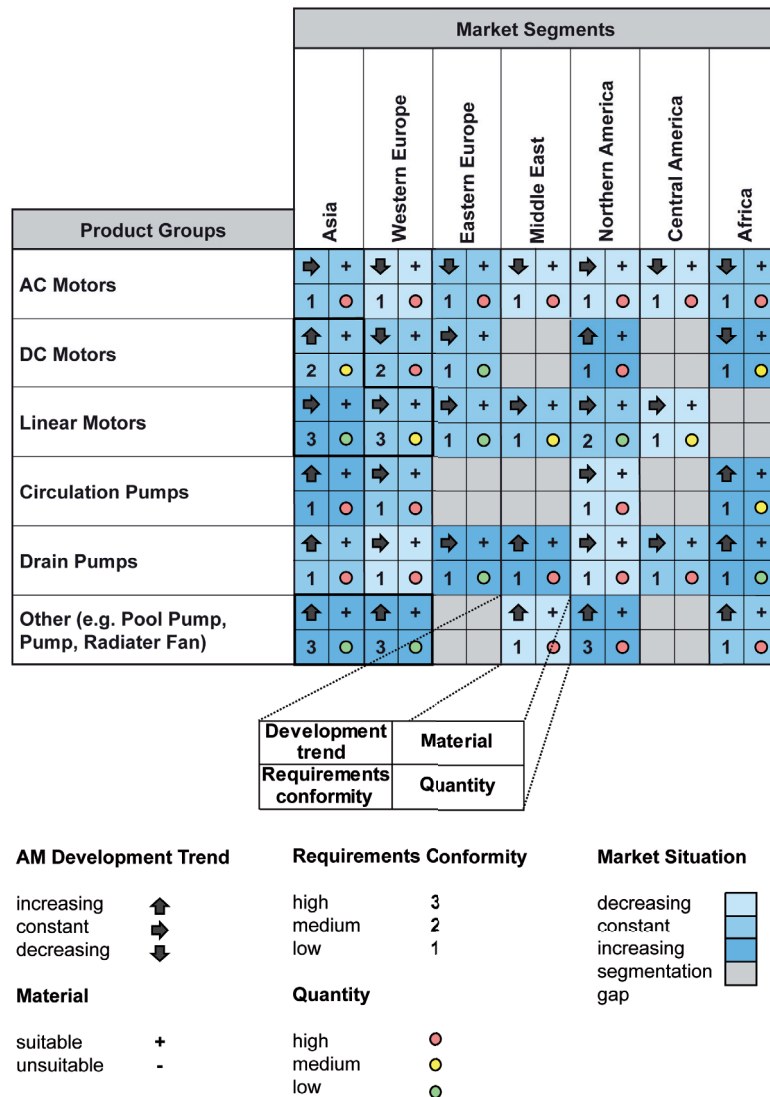 Market Segments
Product Groups
Asia
Western Europe
Eastern Europe
Middle East
Northern America
Central America
Africa
AC Motors
+ + + + + + +
1 1 1 1 1 1 1
DC Motors
+ + + + +
2 2 1 1 1
Linear Motors
+ + + + + +
3 3 1 1 2 1
Circulation Pumps
+ + + +
1 1 1 1
Drain Pumps
+ + + + + + +
1 1 1 1 1 1 1
Other (e.g. Pool Pump,
Pump, Radiater Fan)
+ + + + +
3 3 1 3 1
Development
trend
Material
Requirements
conformity
Quantity
AM Development Trend
increasing
constant
decreasing
Material
suitable +
unsuitable -
Requirements Conformity
high 3
medium 2
low 1
Quantity
high
medium
low
Market Situation
decreasing
constant
increasing
segmentation
gap